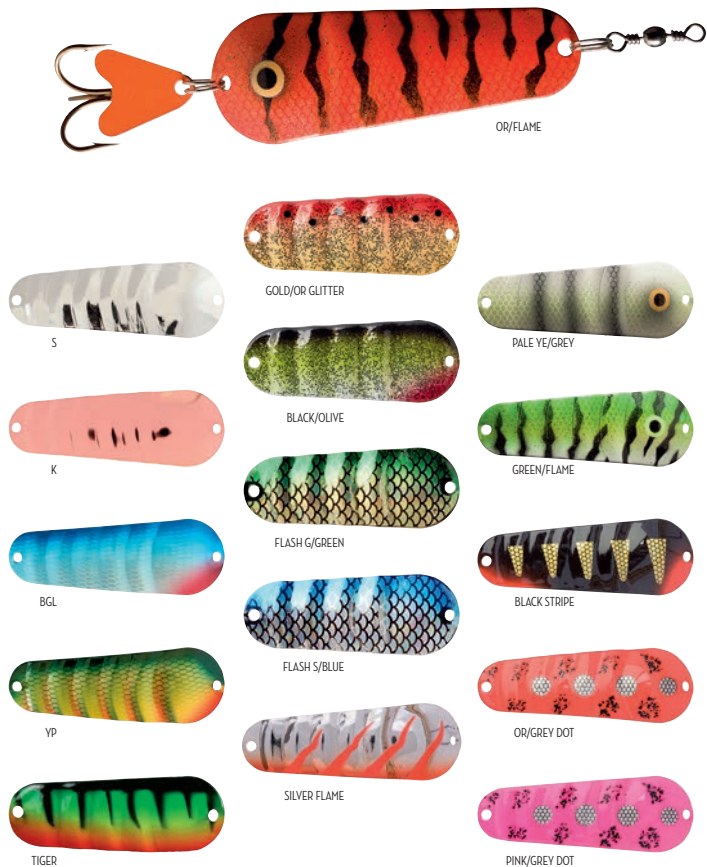 OR/FLAME
GOLD/OR GLITTER
S
PALE YE/GREY
BLACK/OLIVE
K
GREEN/FLAME
FLASH G/GREEN
BGL
BLACK STRIPE
FLASH S/BLUE
YP
OR/GREY DOT
SILVER FLAME
TIGER
PINK/GREY DOT